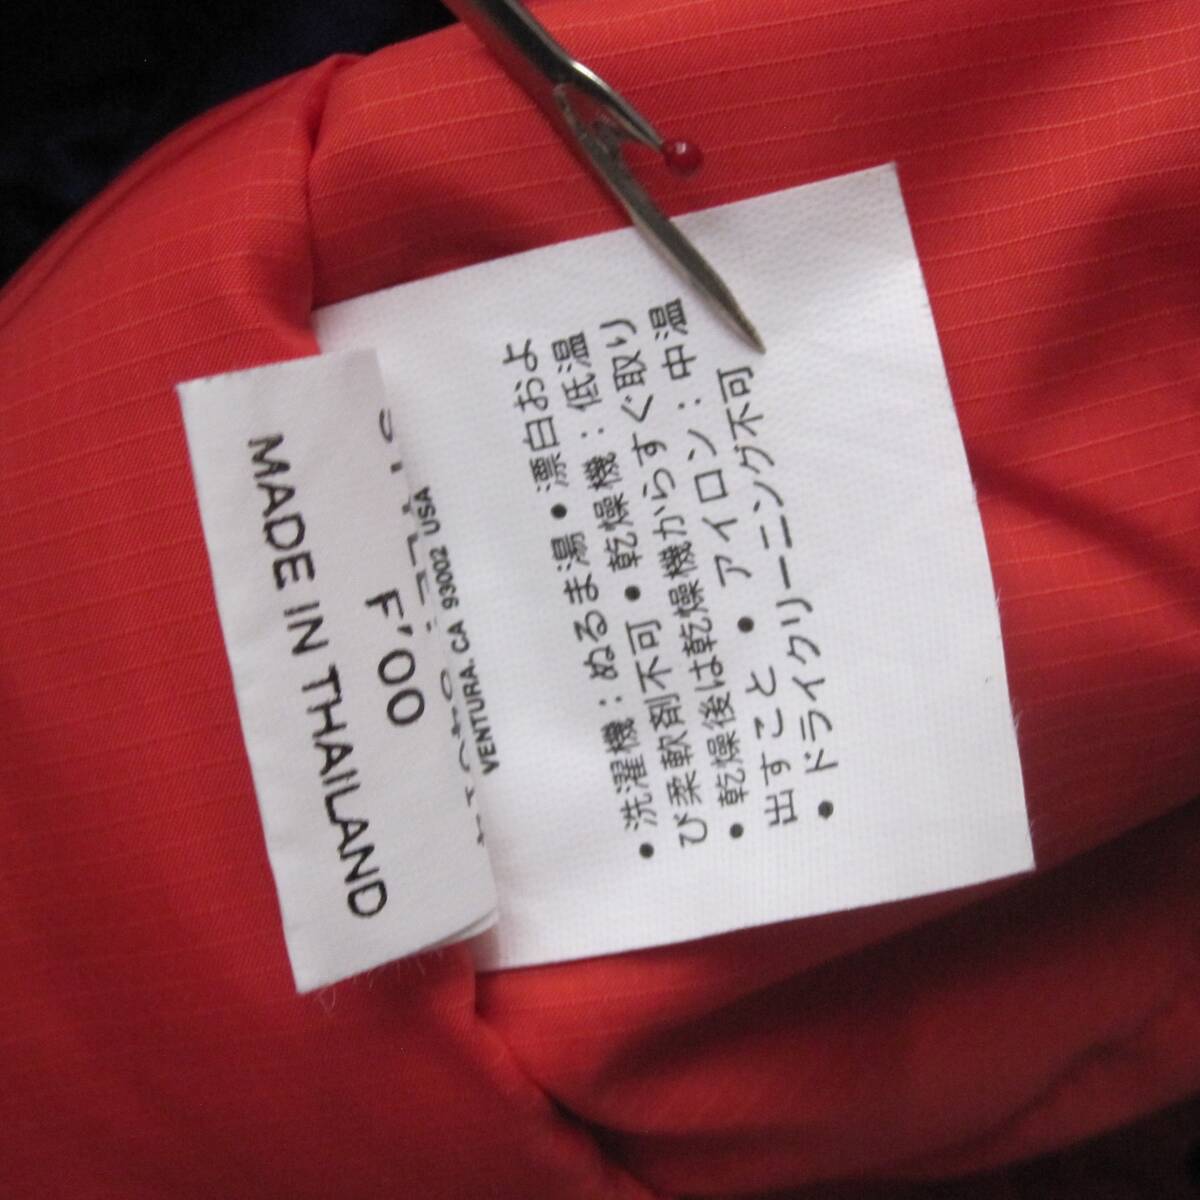 MADE IN THAILAND
F'00
VENTURA, CA 93002 USA
• 洗濯機：ぬるま湯 • 漂白およ
び柔軟剤不可 • 乾燥機：低温
• 乾燥後は乾燥機からすぐ取り
出すこと • アイロン：中温
• ドライクリーニング不可